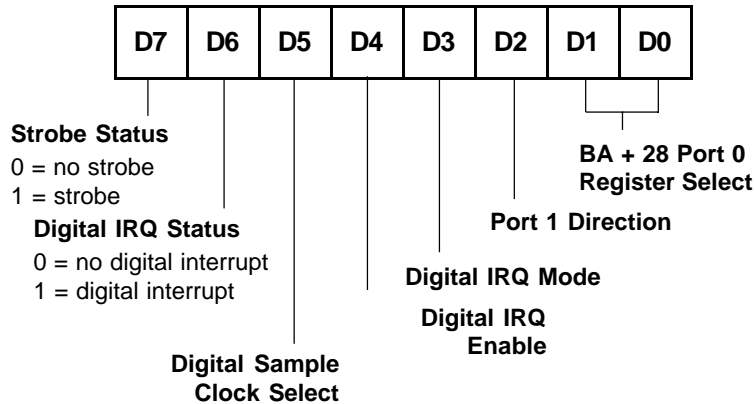 D7 D6 D5 D4 D3 D2 D1 D0
Strobe Status
0 = no strobe
1 = strobe
Digital IRQ Status
0 = no digital interrupt
1 = digital interrupt
Digital Sample
Clock Select
Digital IRQ
Enable
Digital IRQ Mode
Port 1 Direction
BA + 28 Port 0
Register Select